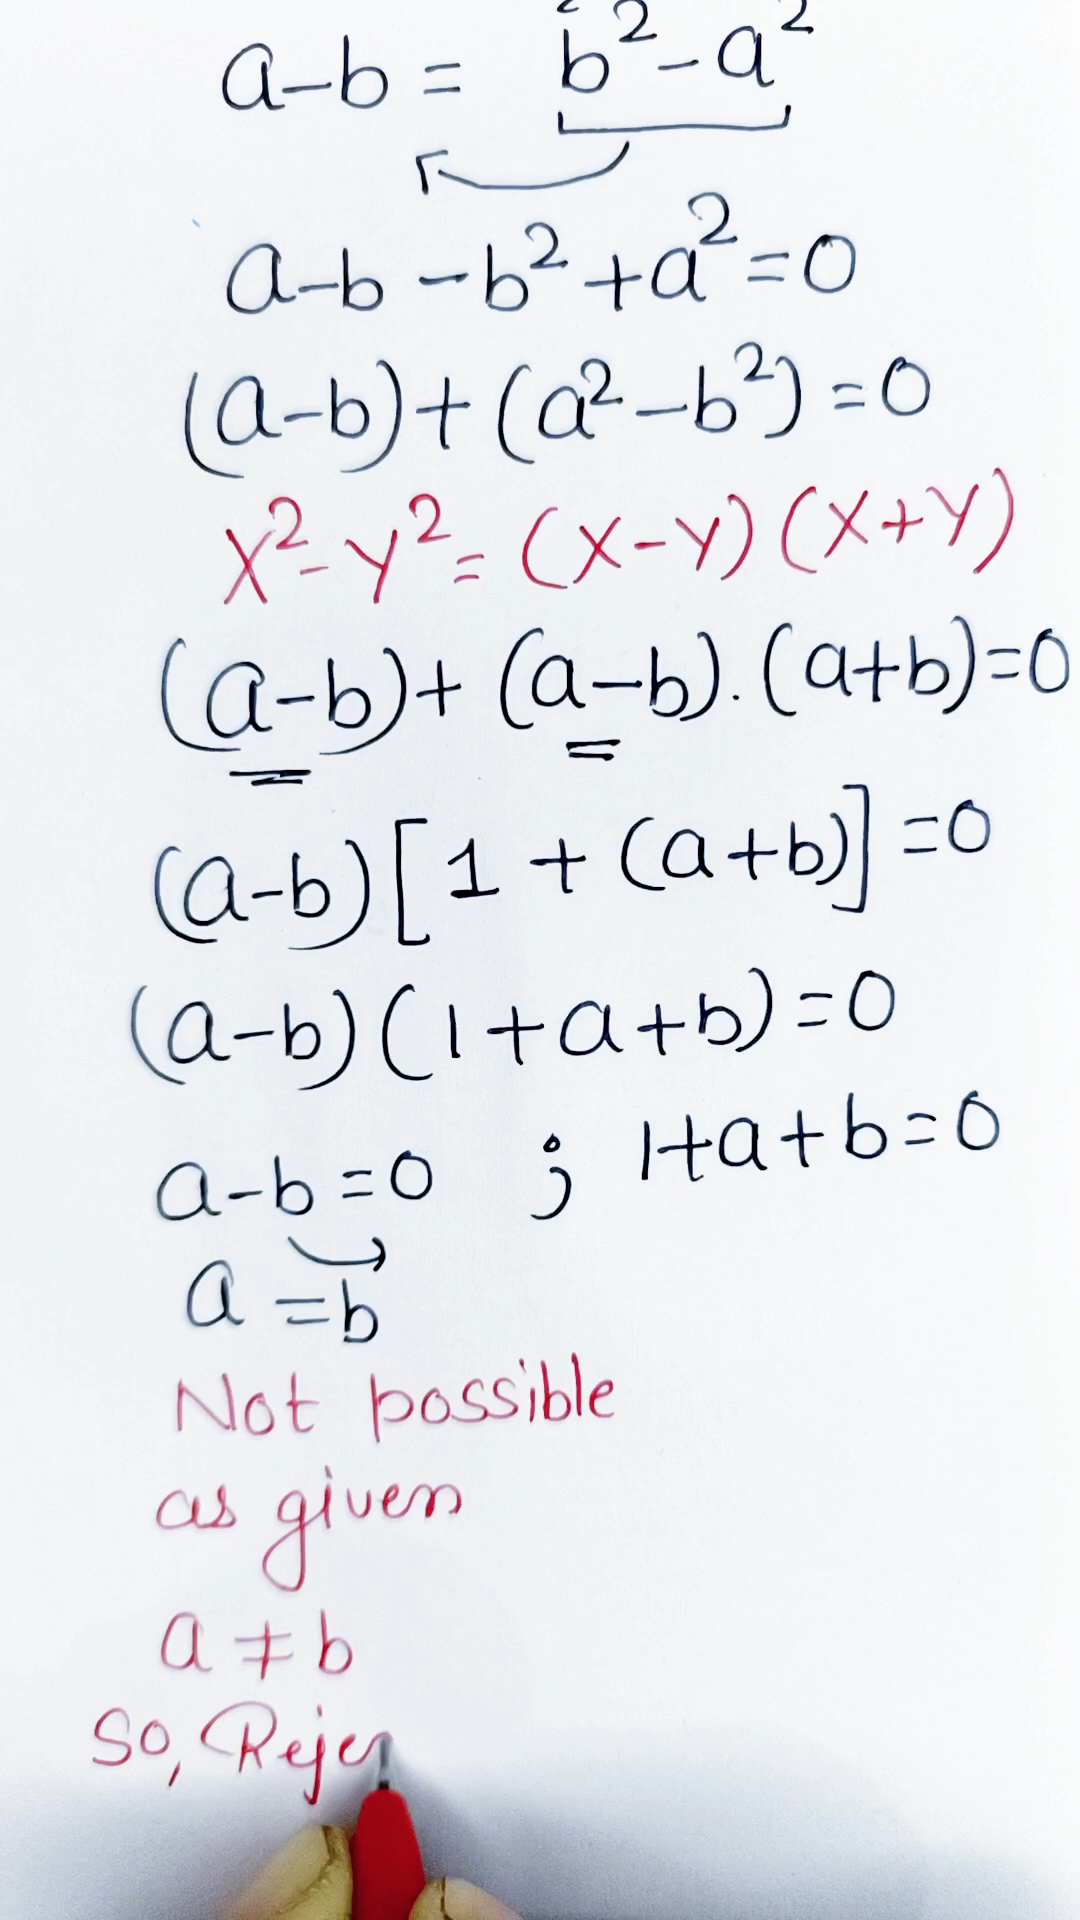 a-b = b²-a²
a-b-b²+a²=0
(a-b)+(a²-b²)=0
X²-Y²=(X-Y)(X+Y)
(a-b)+(a-b).(a+b)=0
(a-b)[1+(a+b)]=0
(a-b)(1+a+b)=0
a-b=0 ; 1+a+b=0
a=b
Not possible
as given
a≠b
So, Rejec